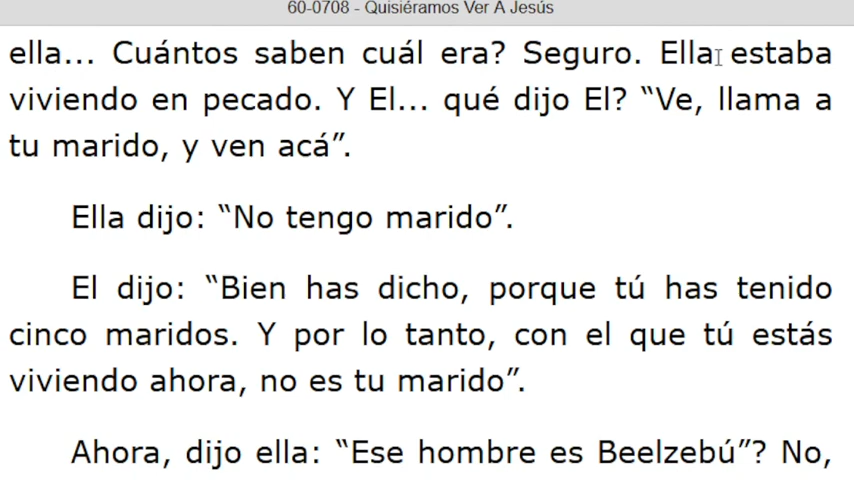 60-0708 - Quisiéramos Ver A Jesús
ella... Cuántos saben cuál era? Seguro. Ella estaba
viviendo en pecado. Y El... qué dijo El? “Ve, llama a
tu marido, y ven acá”.
Ella dijo: “No tengo marido”.
El dijo: “Bien has dicho, porque tú has tenido
cinco maridos. Y por lo tanto, con el que tú estás
viviendo ahora, no es tu marido”.
Ahora, dijo ella: “Ese hombre es Beelzebú”? No,